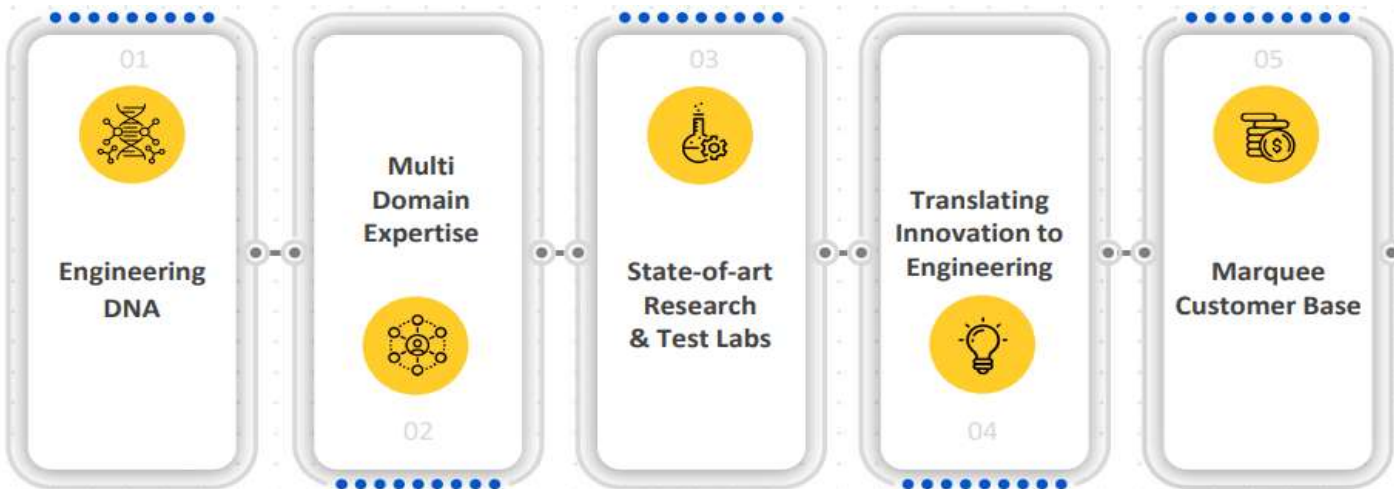 01
Engineering
DNA
Multi
Domain
Expertise
02
03
State-of-art
Research
& Test Labs
Translating
Innovation to
Engineering
04
05
$
Marquee
Customer Base